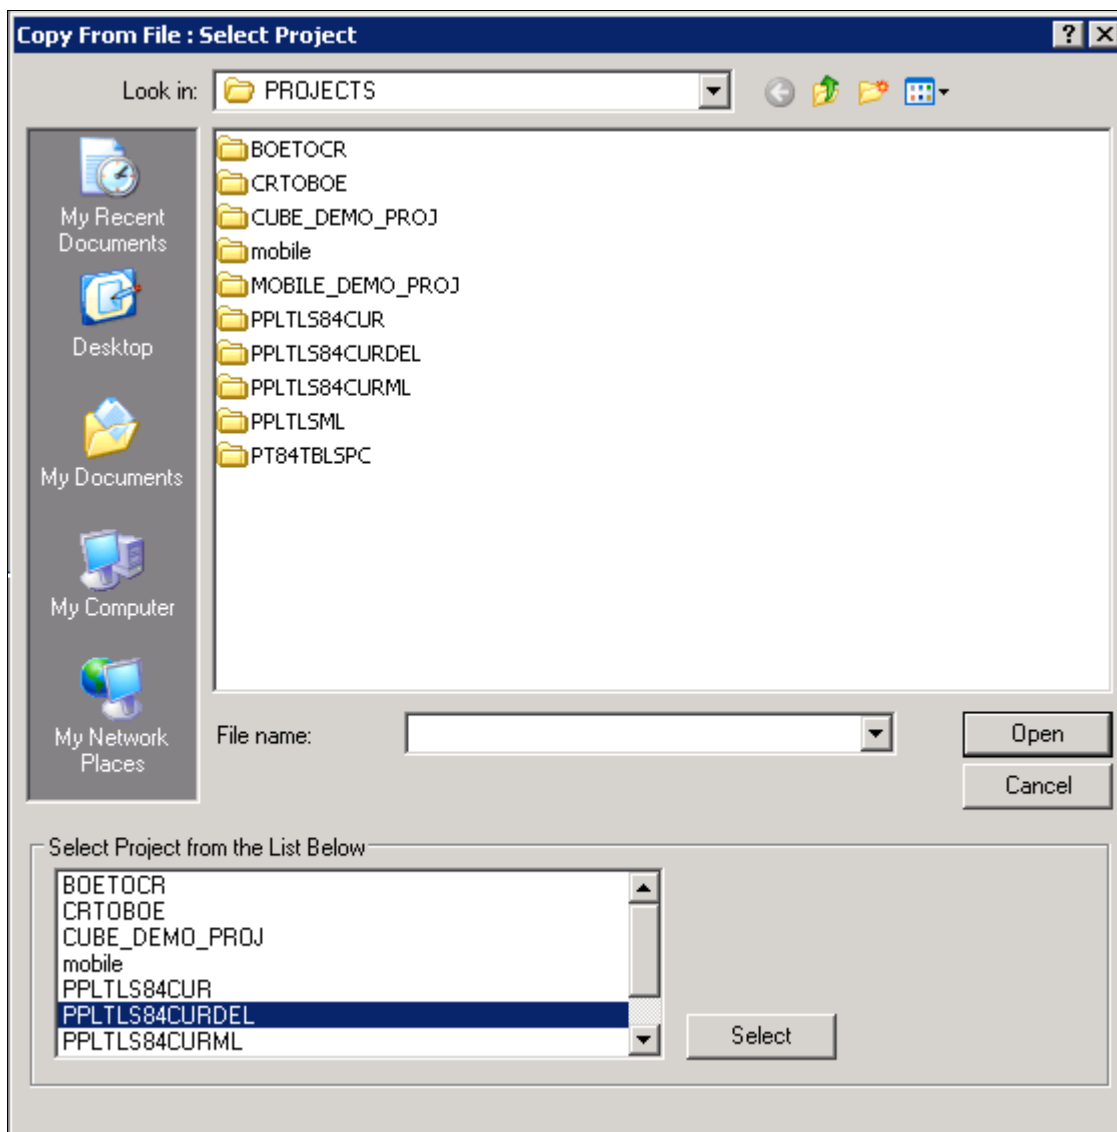 Copy From File : Select Project
Look in: PROJECTS
My Recent
Documents
Desktop
My Documents
My Computer
My Network
Places
BOETOCR
CRTOBOE
CUBE_DEMO_PROJ
mobile
MOBILE_DEMO_PROJ
PPLTLS84CUR
PPLTLS84CURDEL
PPLTLS84CURML
PPLTLSML
PT84TBLSPC
File name:
Open
Cancel
Select Project from the List Below
BOETOCR
CRTOBOE
CUBE_DEMO_PROJ
mobile
PPLTLS84CUR
PPLTLS84CURDEL
PPLTLS84CURML
Select